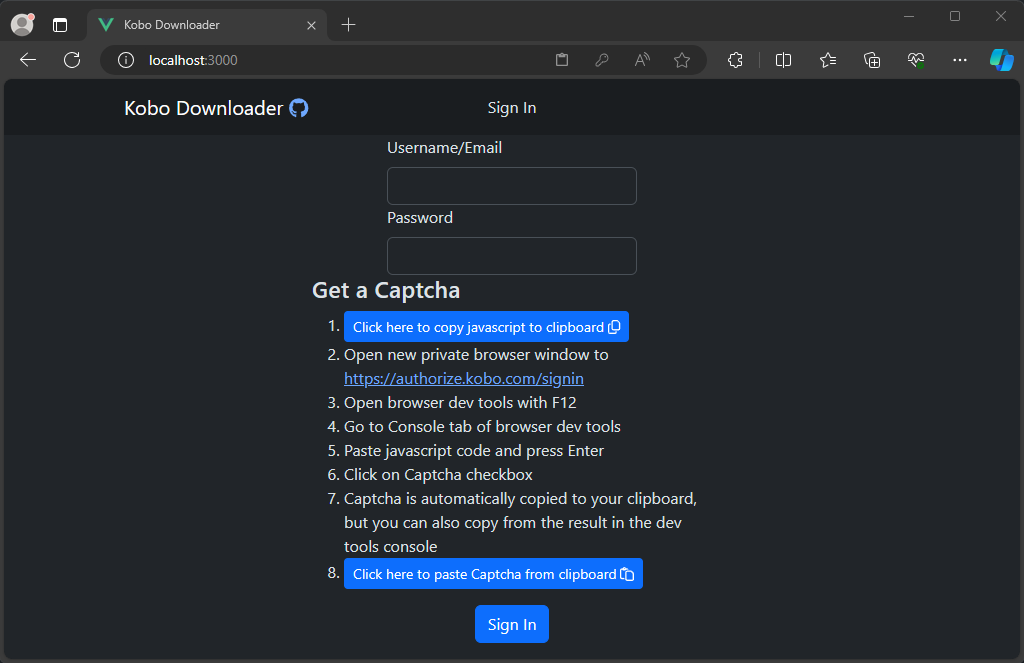 Kobo Downloader
localhost:3000
Kobo Downloader
Sign In
Username/Email
Password
Get a Captcha
1. Click here to copy javascript to clipboard
2. Open new private browser window to
https://authorize.kobo.com/signin
3. Open browser dev tools with F12
4. Go to Console tab of browser dev tools
5. Paste javascript code and press Enter
6. Click on Captcha checkbox
7. Captcha is automatically copied to your clipboard,
but you can also copy from the result in the dev
tools console
8. Click here to paste Captcha from clipboard
Sign In